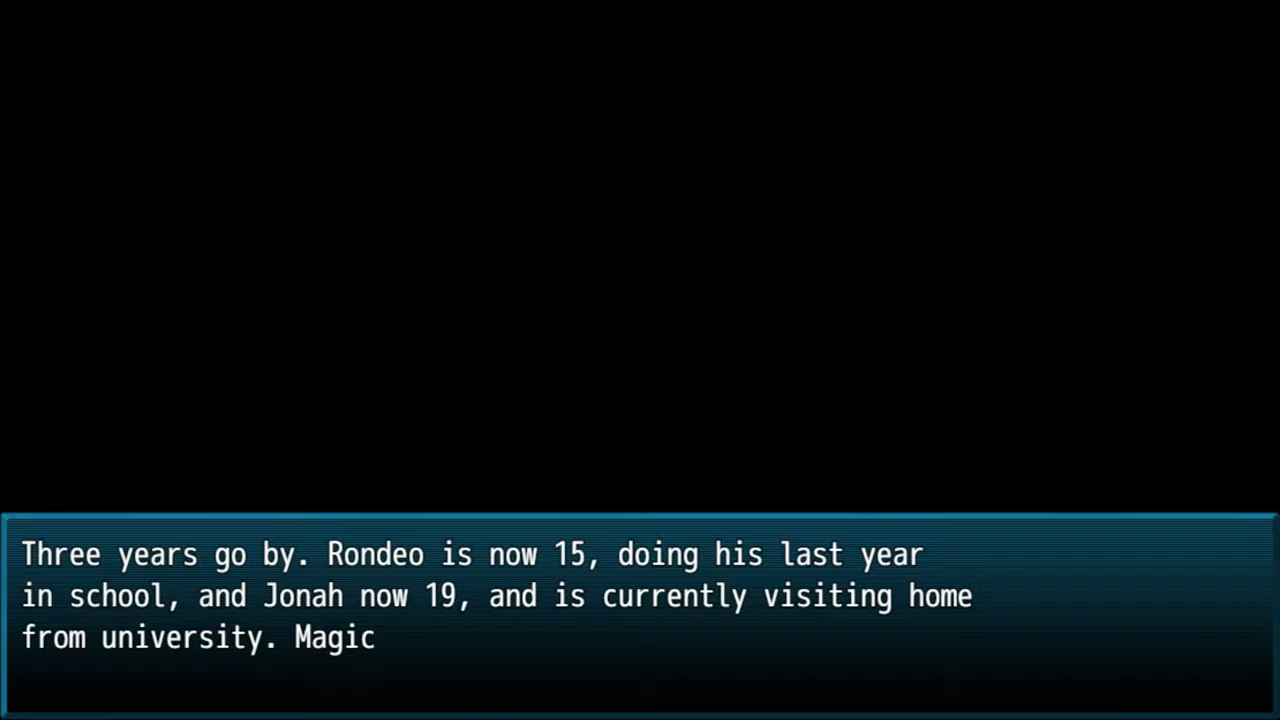 Three years go by. Rondeo is now 15, doing his last year
in school, and Jonah now 19, and is currently visiting home
from university. Magic